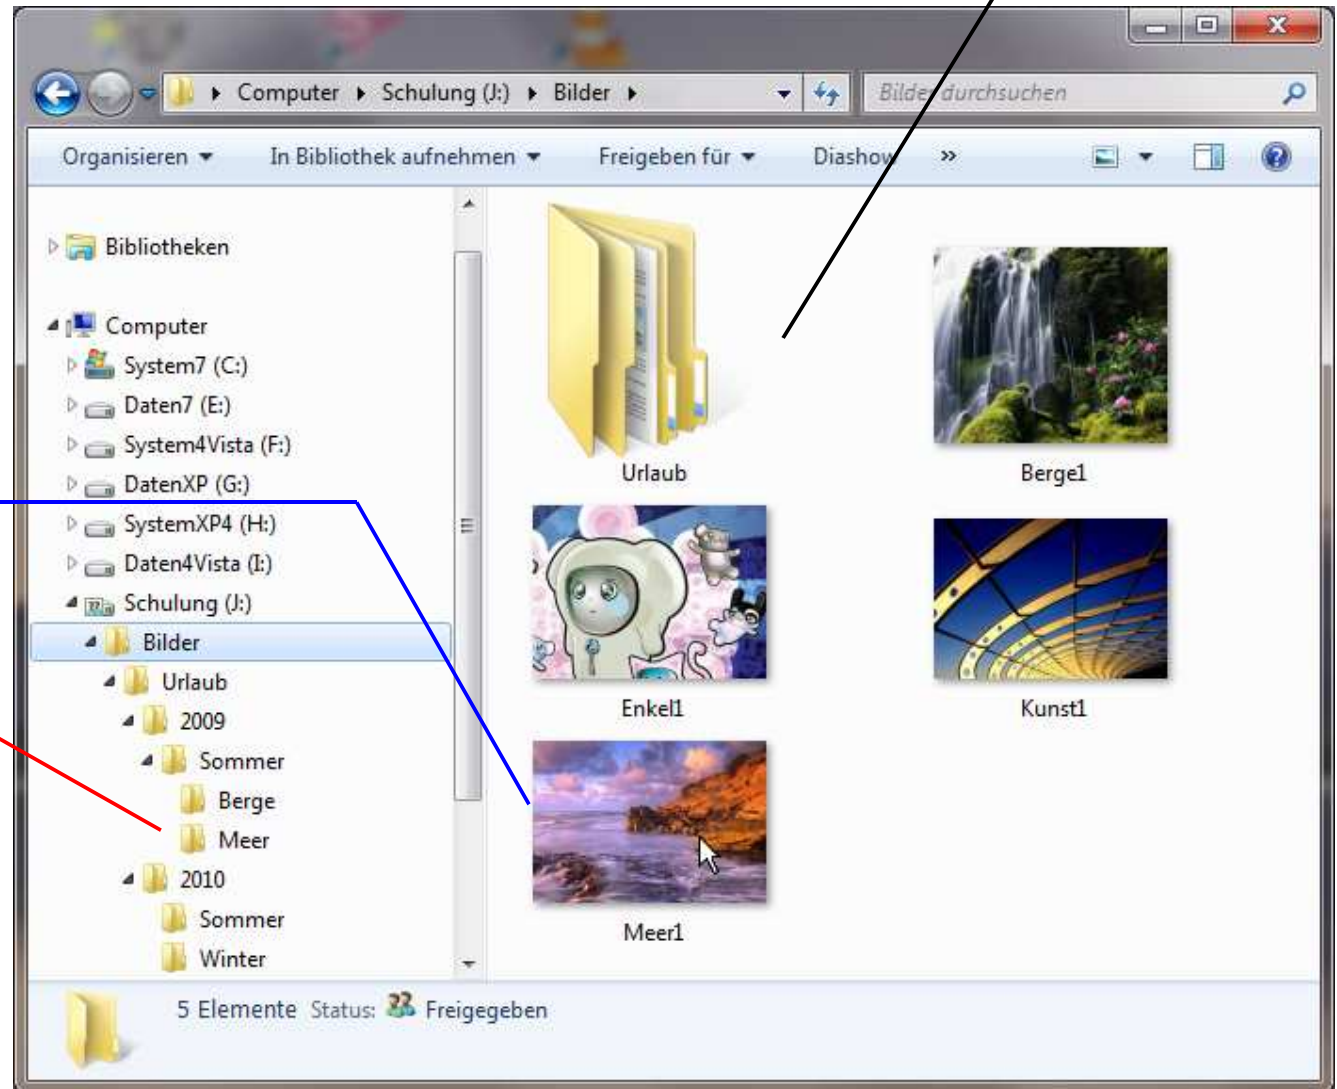 Computer ▸ Schulung (J:) ▸ Bilder ▸
Bilder durchsuchen
Organisieren In Bibliothek aufnehmen Freigeben für Diashow »
Bibliotheken
Computer
System7 (C:)
Daten7 (E:)
System4Vista (F:)
DatenXP (G:)
SystemXP4 (H:)
Daten4Vista (I:)
Schulung (J:)
Bilder
Urlaub
2009
Sommer
Berge
Meer
2010
Sommer
Winter
Urlaub
Berge1
Enkel1
Kunst1
Meer1
5 Elemente Status: Freigegeben